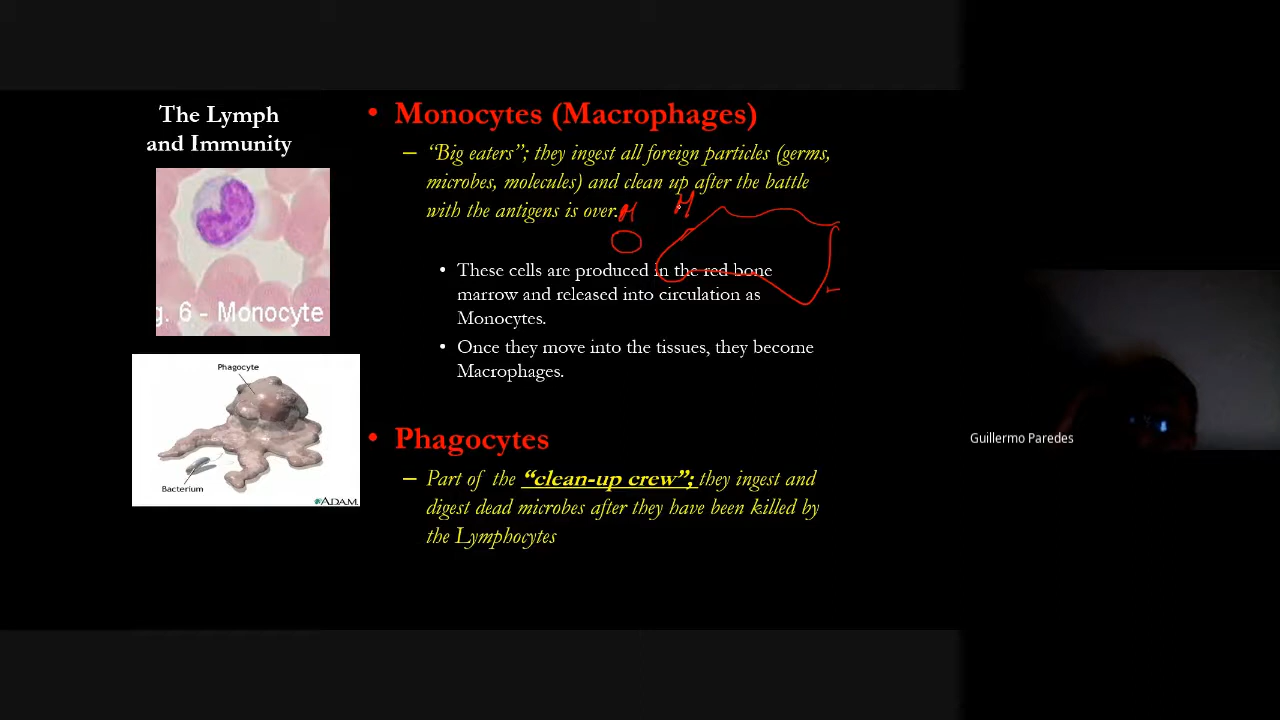 The Lymph
and Immunity
g. 6 - Monocyte
Phagocyte
Bacterium
ADAM.
• Monocytes (Macrophages)
– “Big eaters”; they ingest all foreign particles (germs,
microbes, molecules) and clean up after the battle
with the antigens is over.
M
M
• These cells are produced in the red bone
marrow and released into circulation as
Monocytes.
• Once they move into the tissues, they become
Macrophages.
• Phagocytes
– Part of the “clean-up crew”; they ingest and
digest dead microbes after they have been killed by
the Lymphocytes
Guillermo Paredes